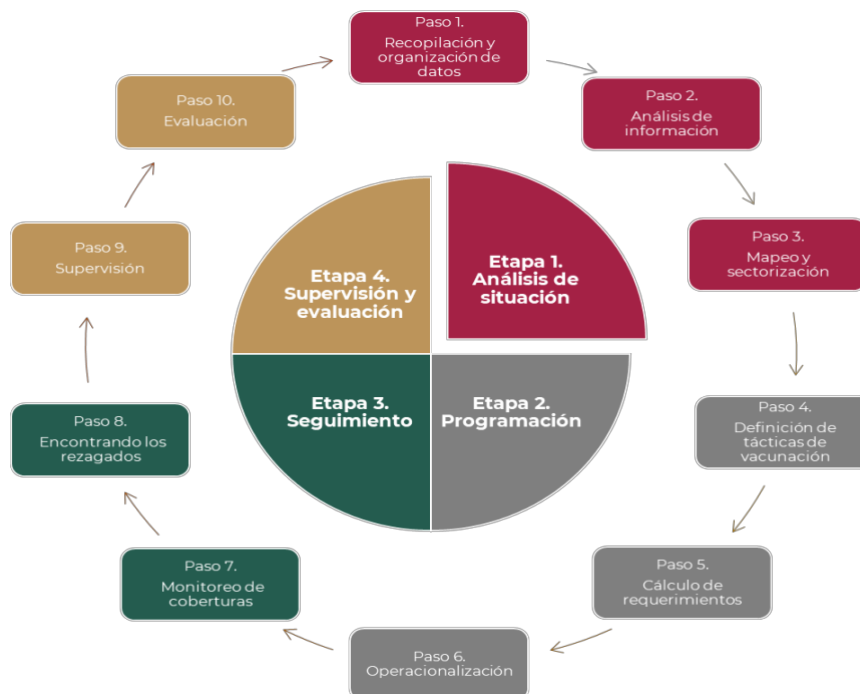 Paso 1.
Recopilación y
organización de
datos
Paso 2.
Análisis de
información
Paso 3.
Mapeo y
sectorización
Paso 4.
Definición de
tácticas de
vacunación
Paso 5.
Cálculo de
requerimientos
Paso 6.
Operacionalización
Paso 7.
Monitoreo de
coberturas
Paso 8.
Encontrando los
rezagados
Paso 9.
Supervisión
Paso 10.
Evaluación
Etapa 1.
Análisis de
situación
Etapa 2.
Programación
Etapa 3.
Seguimiento
Etapa 4.
Supervisión y
evaluación